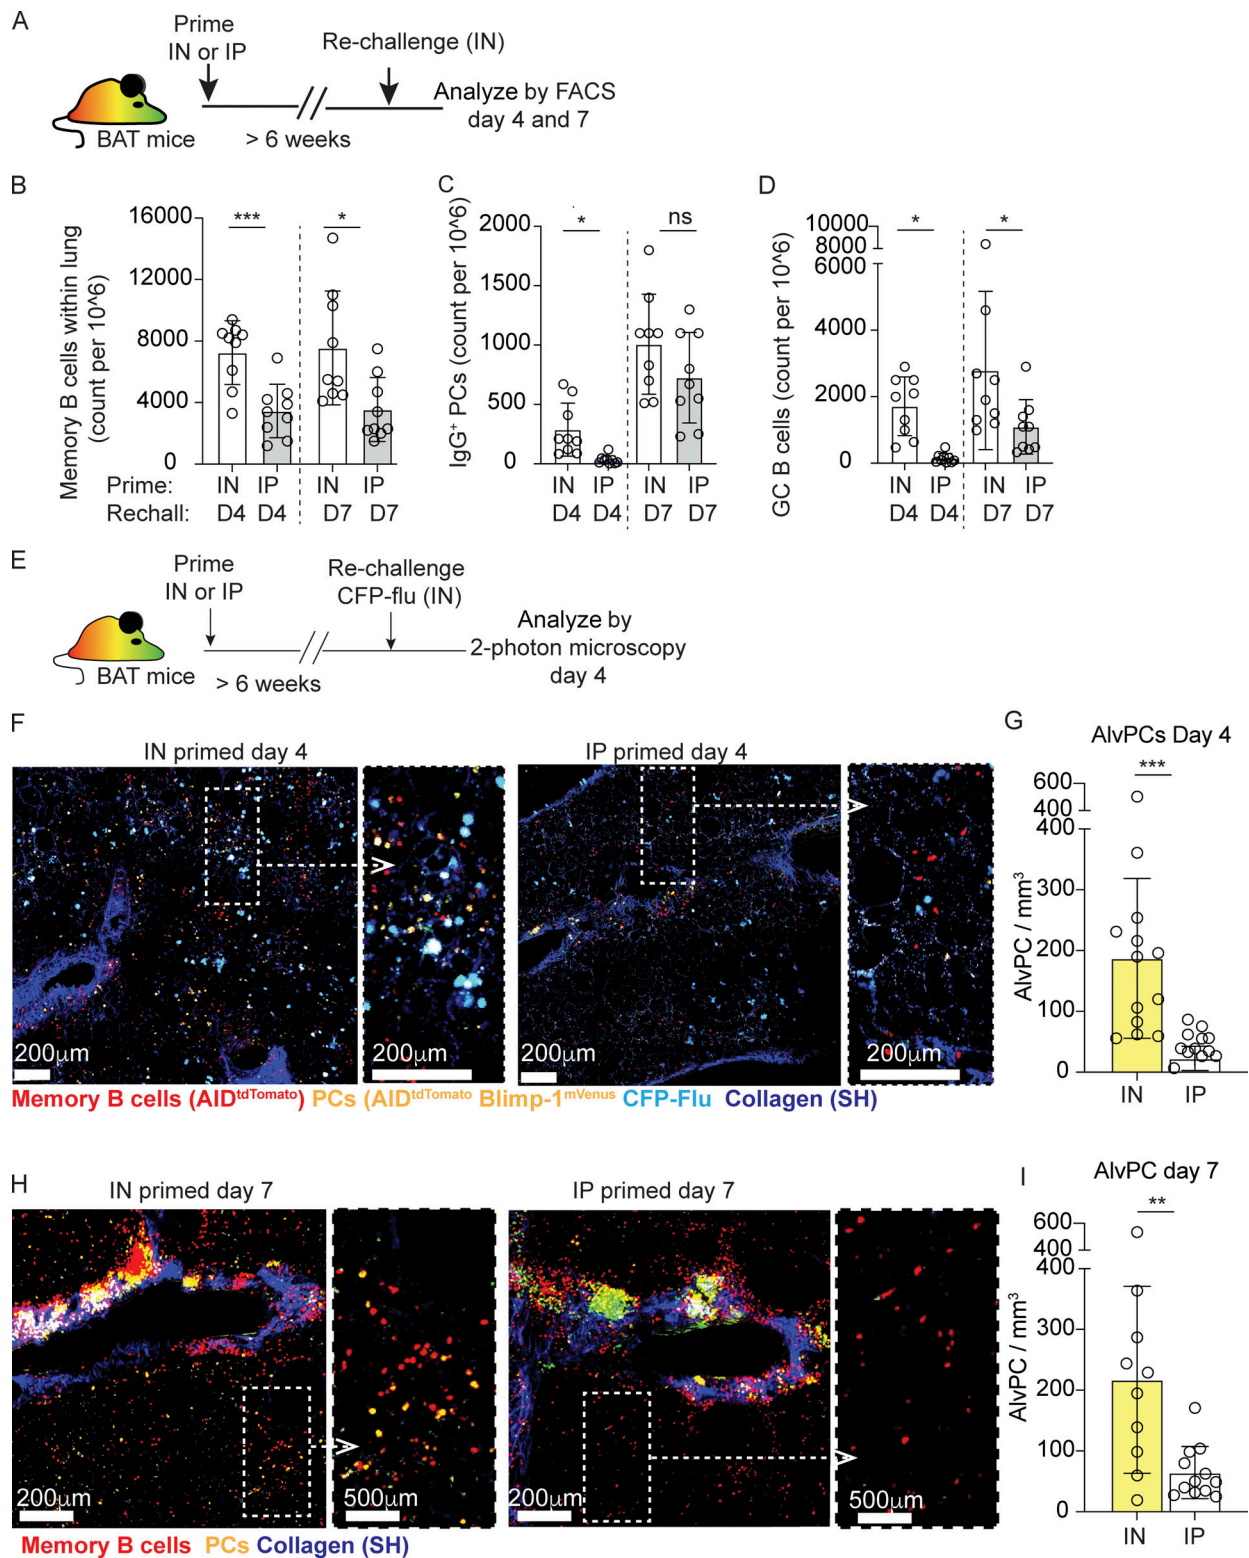 A
Prime
IN or IP
Re-challenge (IN)
Analyze by FACS
day 4 and 7
BAT mice
> 6 weeks
B
Memory B cells within lung
(count per 10^6)
16000
12000
8000
4000
0
***
*
IN IP IN IP
Prime:
D4 D4 D7 D7
Rechall:
C
IgG+ PCs (count per 10^6)
2000
1500
1000
500
0
*
ns
IN IP IN IP
D4 D4 D7 D7
D
GC B cells (count per 10^6)
10000
8000
6000
4000
2000
0
*
*
IN IP IN IP
D4 D4 D7 D7
E
Prime
IN or IP
Re-challenge
CFP-flu (IN)
Analyze by
2-photon microscopy
day 4
BAT mice
> 6 weeks
F
IN primed day 4
IP primed day 4
200μm
200μm
200μm
200μm
Memory B cells (AIDtdTomato) PCs (AIDtdTomato Blimp-1mVenus CFP-Flu Collagen (SH)
G
AlvPCs Day 4
***
600
400
400
300
200
100
0
AlvPC / mm3
IN IP
H
IN primed day 7
IP primed day 7
200μm
500μm
200μm
500μm
Memory B cells PCs Collagen (SH)
I
AlvPC day 7
**
600
400
400
300
200
100
0
AlvPC / mm3
IN IP